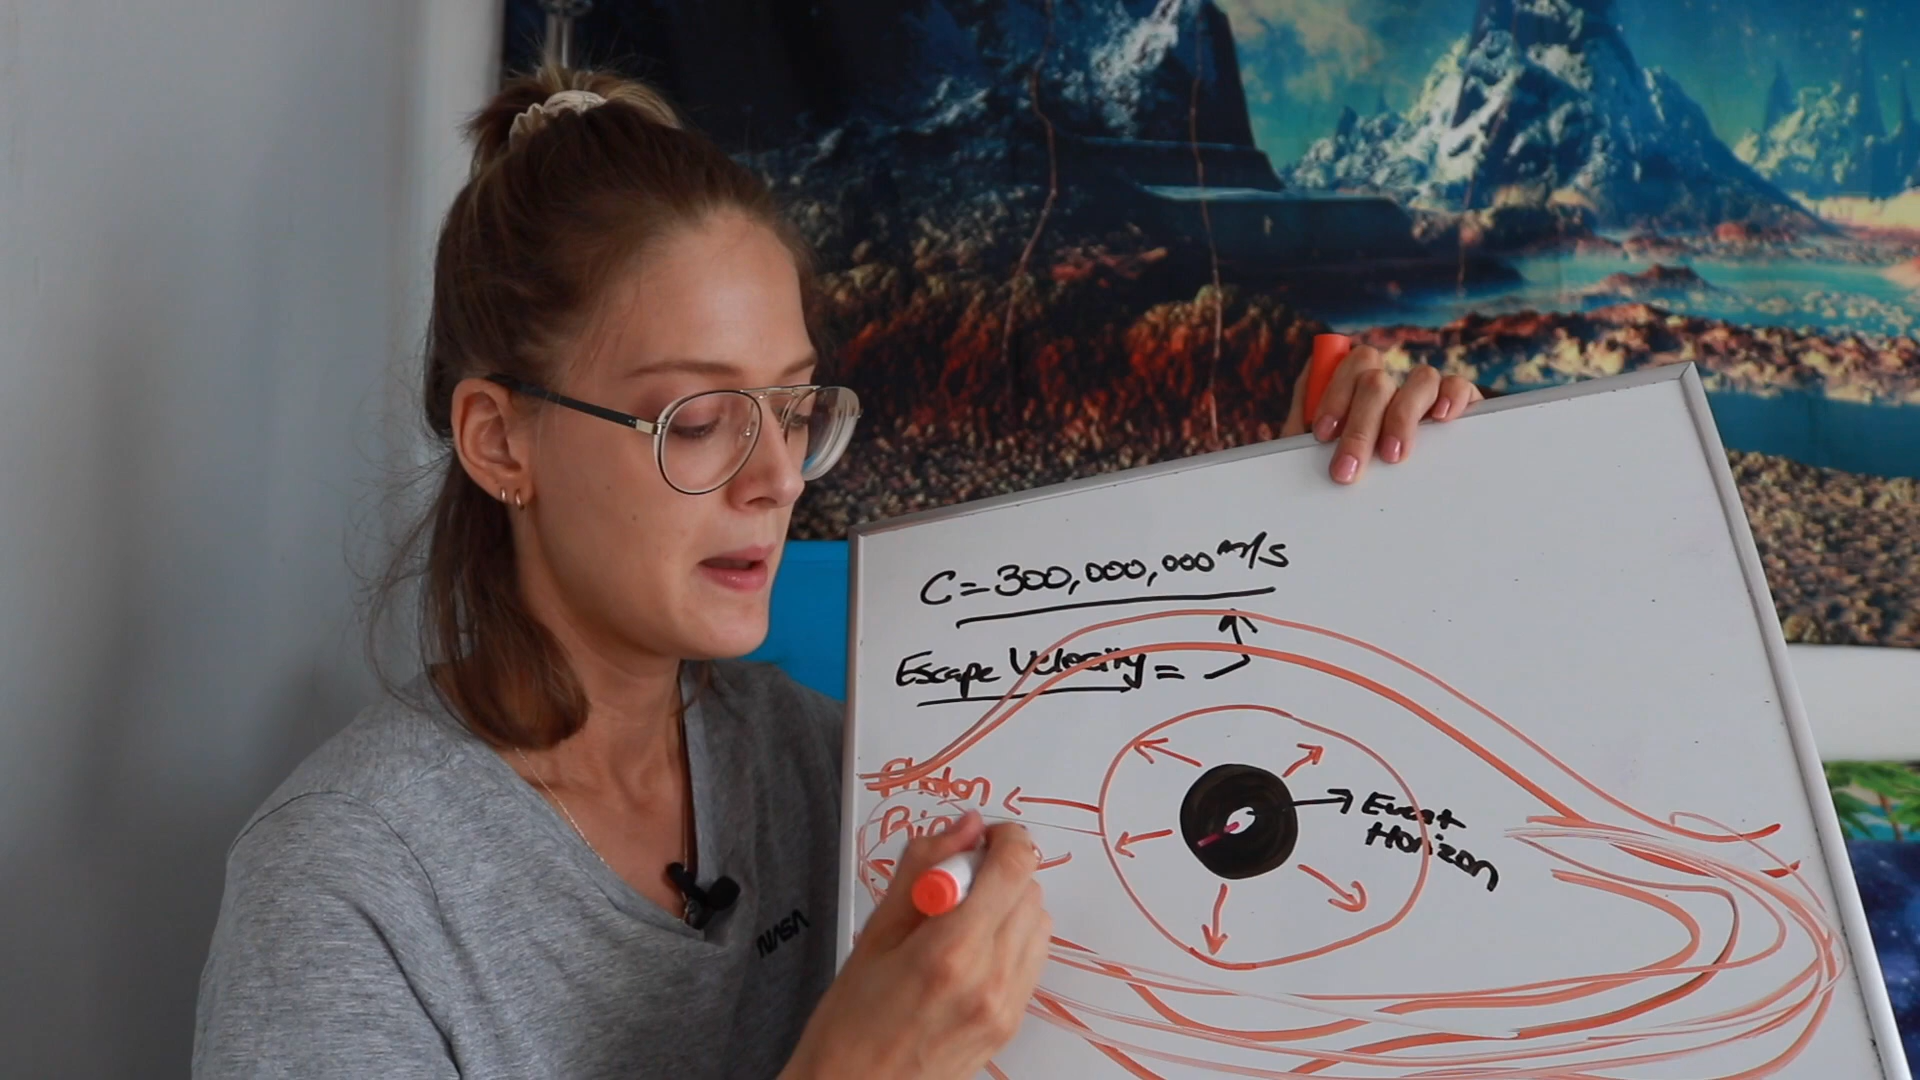 C=300,000,000 m/s
Escape Velocity =
Photon
Event
Horizon
NASA